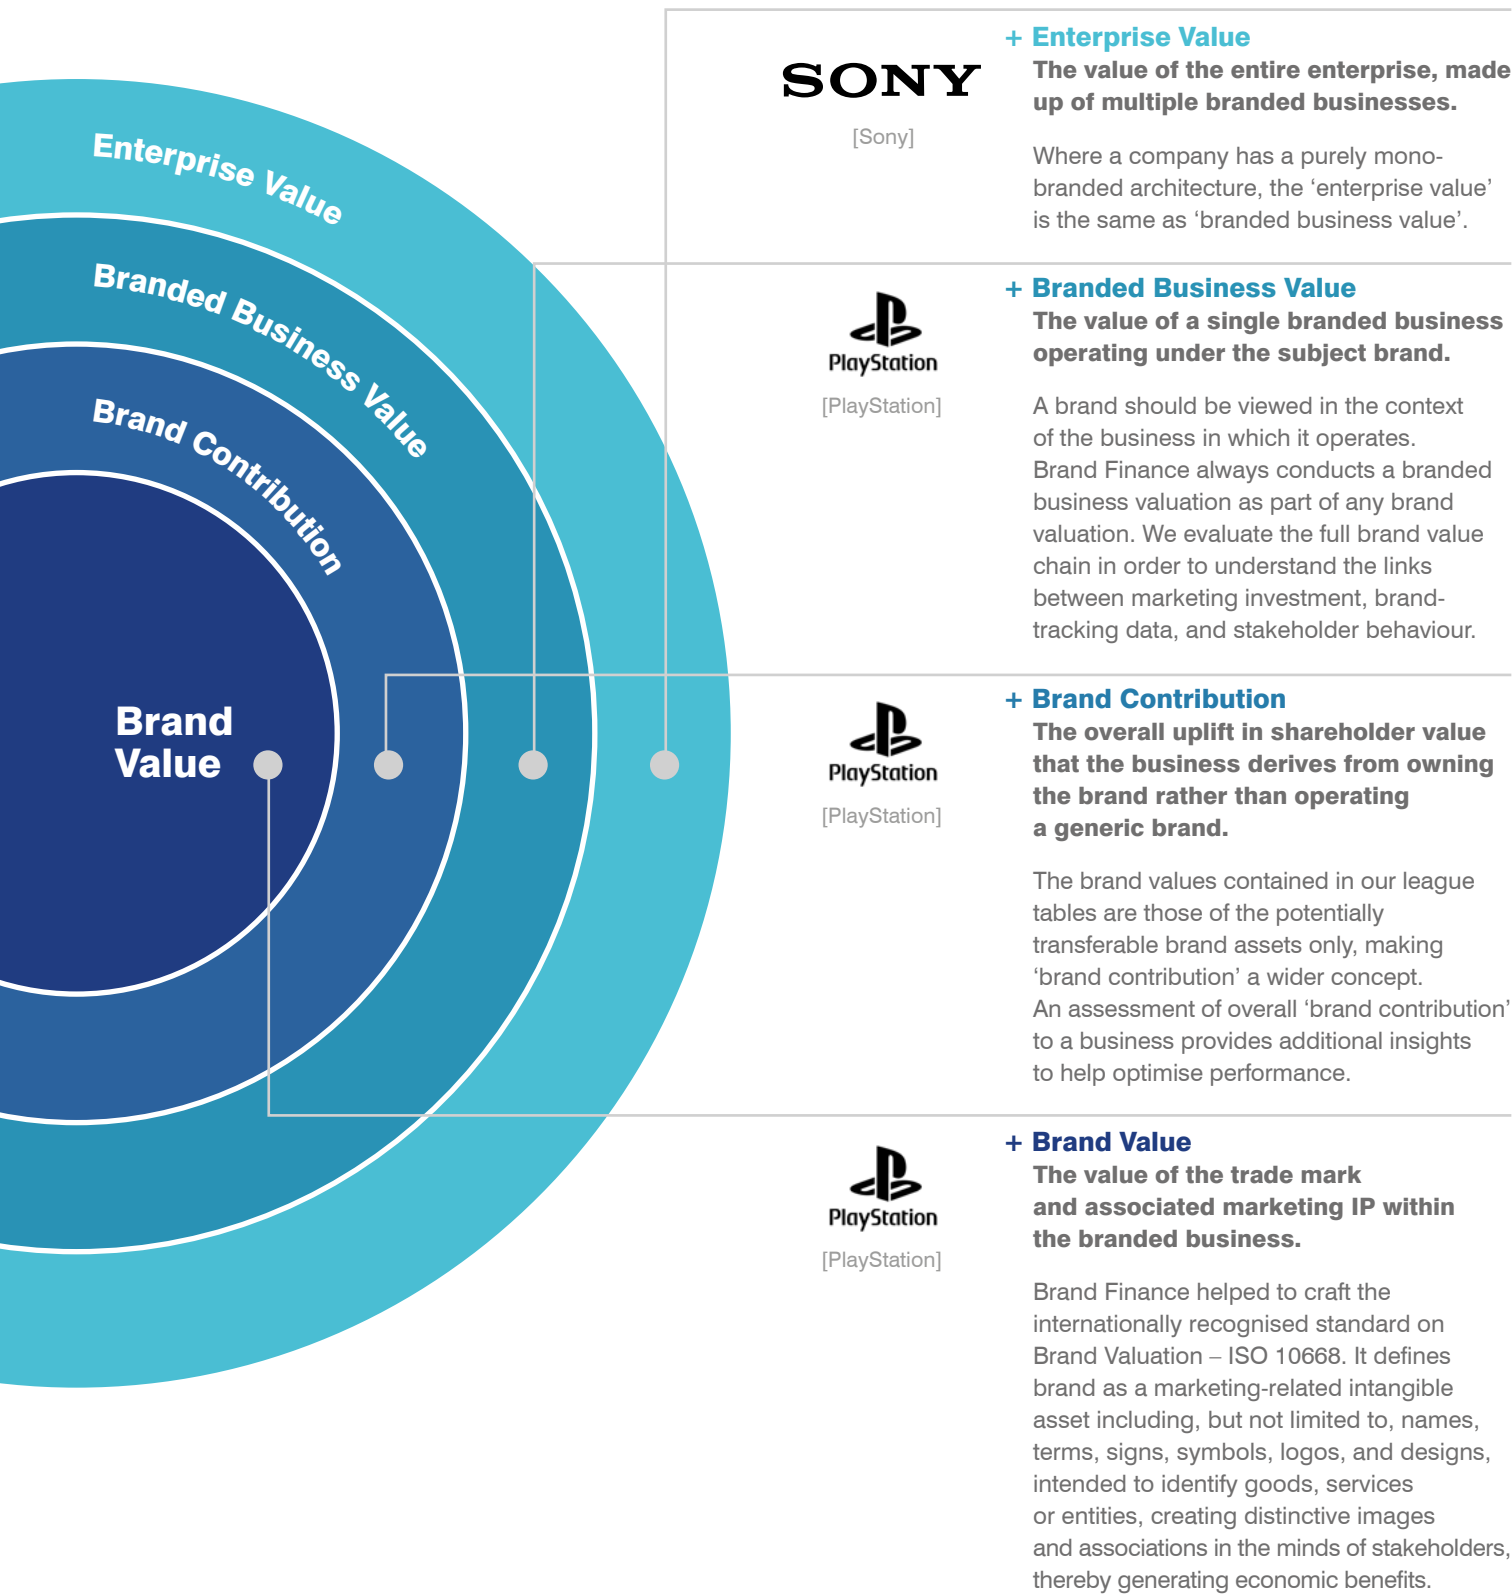 Enterprise Value
Branded Business Value
Brand Contribution
Brand
Value
SONY
[Sony]
+ Enterprise Value
The value of the entire enterprise, made
up of multiple branded businesses.
Where a company has a purely mono-
branded architecture, the ‘enterprise value’
is the same as ‘branded business value’.
PlayStation
[PlayStation]
+ Branded Business Value
The value of a single branded business
operating under the subject brand.
A brand should be viewed in the context
of the business in which it operates.
Brand Finance always conducts a branded
business valuation as part of any brand
valuation. We evaluate the full brand value
chain in order to understand the links
between marketing investment, brand-
tracking data, and stakeholder behaviour.
PlayStation
[PlayStation]
+ Brand Contribution
The overall uplift in shareholder value
that the business derives from owning
the brand rather than operating
a generic brand.
The brand values contained in our league
tables are those of the potentially
transferable brand assets only, making
‘brand contribution’ a wider concept.
An assessment of overall ‘brand contribution’
to a business provides additional insights
to help optimise performance.
PlayStation
[PlayStation]
+ Brand Value
The value of the trade mark
and associated marketing IP within
the branded business.
Brand Finance helped to craft the
internationally recognised standard on
Brand Valuation – ISO 10668. It defines
brand as a marketing-related intangible
asset including, but not limited to, names,
terms, signs, symbols, logos, and designs,
intended to identify goods, services
or entities, creating distinctive images
and associations in the minds of stakeholders,
thereby generating economic benefits.